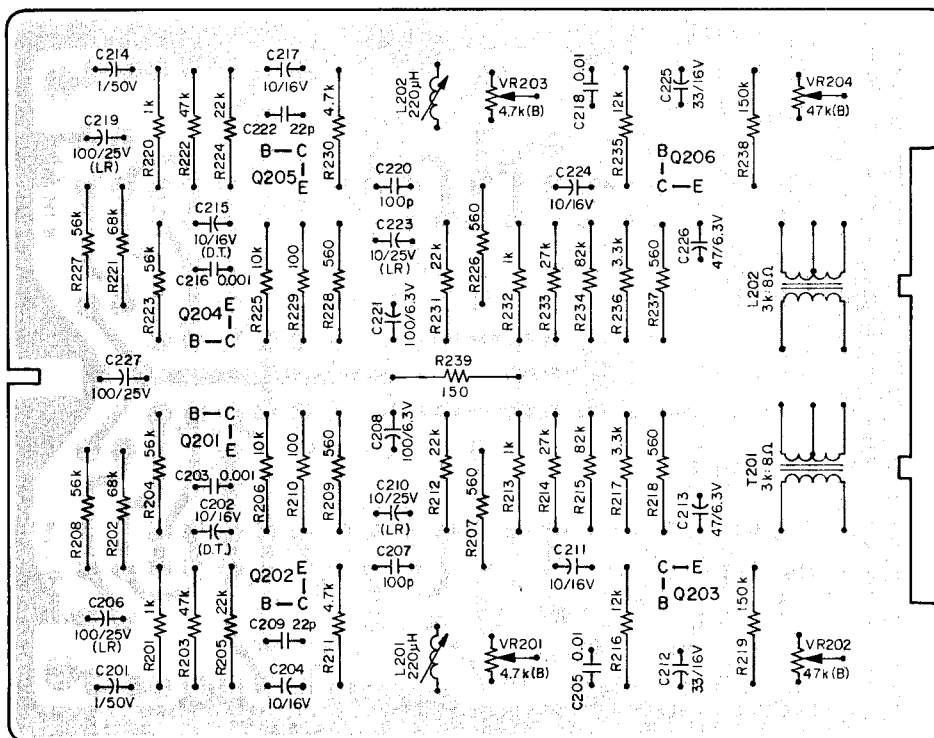 C214
1/50V
1k
R220
47k
R222
22k
R224
C217
10/16V
C222 22p
4.7k
R230
L202
220µH
VR203
4.7k(B)
C218 0.01
12k
R235
C225
33/16V
150k
R238
VR204
47k(B)
C219
100/25V
(LR)
B C
Q205 E
C220
100p
C224
10/16V
B
Q206
C E
56k
R227
68k
R221
56k
R223
C215
10/16V
(D.T.)
C216 0.001
Q204 E
B C
10k
R225
100
R229
560
R228
C223
10/25V
(LR)
C221
100/6.3V
22k
R231
560
R226
1k
R232
27k
R233
82k
R234
3.3k
R236
560
R237
C226
47/6.3V
L202
3k:8Ω
C227
100/25V
R239
150
B C
Q201 E
56k
R208
68k
R202
56k
R204
C203 0.001
C202
10/16V
(D.T.)
10k
R206
100
R210
560
R209
C208
100/6.3V
C210
10/25V
(LR)
22k
R212
560
R207
1k
R213
27k
R214
82k
R215
3.3k
R217
560
R218
C213
47/6.3V
T201
3k:8Ω
C207
100p
C211
10/16V
Q202 E
B C
C E
B Q203
C206
100/25V
(LR)
1k
R201
47k
R203
22k
R205
C209 22p
4.7k
R211
C201
1/50V
C204
10/16V
L201
220µH
VR201
4.7k(B)
C205 0.01
12k
R216
C212
33/16V
150k
R219
VR202
47k(B)